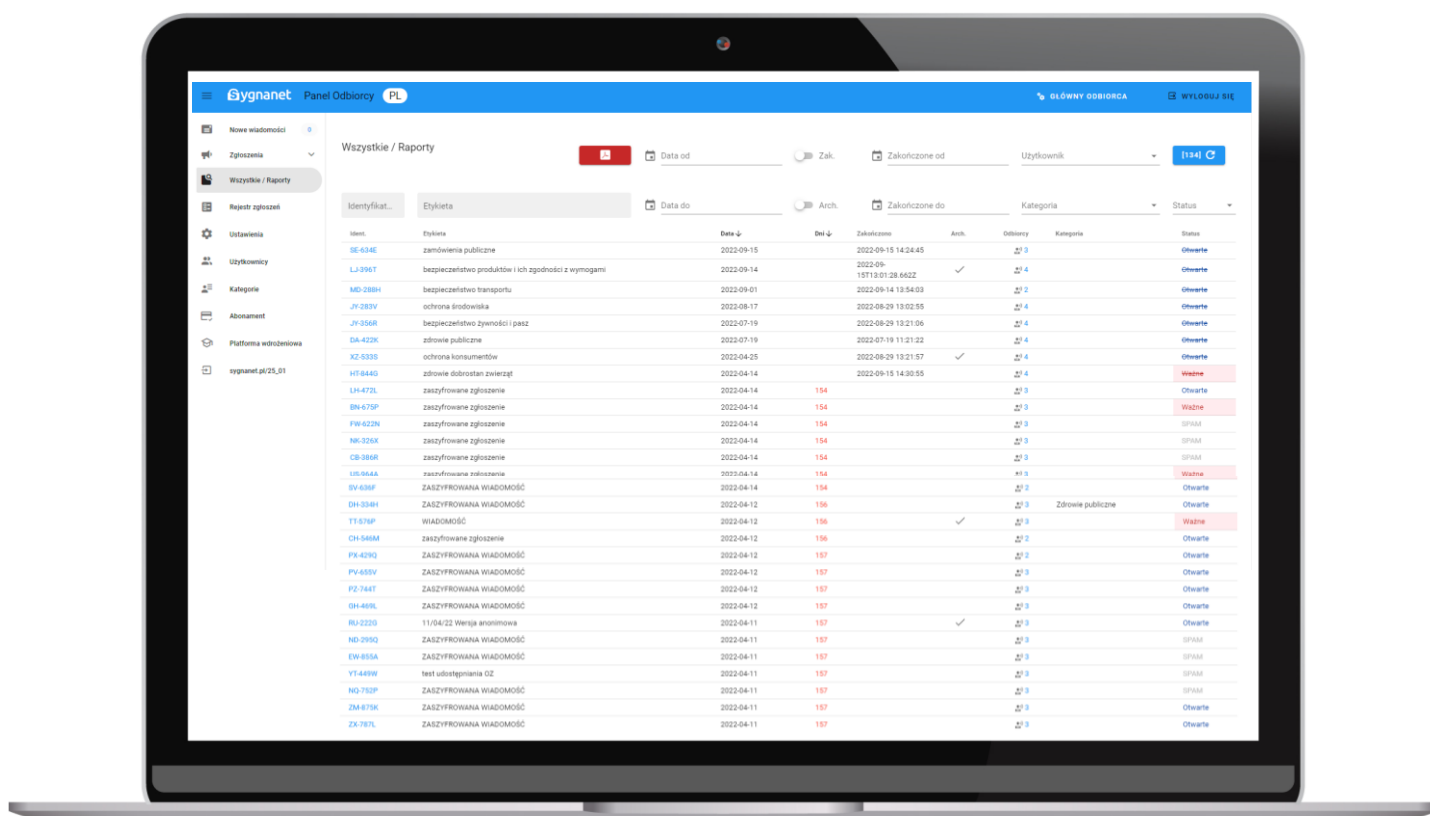 Sygnanet Panel Odbiorcy PL GŁÓWNY ODBIORCA WYLOGUJ SIĘ
Nowe wiadomości 0
Zgłoszenia
Wszystkie / Raporty
Rejestr zgłoszeń
Ustawienia
Użytkownicy
Kategorie
Abonament
Platforma wdrożeniowa
sygnanet.pl/25_01
Wszystkie / Raporty Data od Zak. Zakończone od Użytkownik [134]
Identyfikat... Etykieta Data do Arch. Zakończone do Kategoria Status
Ident. Etykieta Data Dni Zakończono Arch. Odbiorcy Kategoria Status
SE-634E zamówienia publiczne 2022-09-15 2022-09-15 14:24:45 3 Otwarte
LJ-396T bezpieczeństwo produktów i ich zgodności z wymogami 2022-09-14 2022-09-15T13:01:28.662Z 4 Otwarte
MD-288H bezpieczeństwo transportu 2022-09-01 2022-09-14 13:54:03 2 Otwarte
JY-283V ochrona środowiska 2022-08-17 2022-08-29 13:02:55 4 Otwarte
JY-356R bezpieczeństwo żywności i pasz 2022-07-19 2022-08-29 13:21:06 4 Otwarte
DA-422K zdrowie publiczne 2022-07-19 2022-07-19 11:21:22 4 Otwarte
XZ-533S ochrona konsumentów 2022-04-25 2022-08-29 13:21:57 4 Otwarte
HT-844G zdrowie dobrostan zwierząt 2022-04-14 2022-09-15 14:30:55 4 Ważne
LH-472L zaszyfrowane zgłoszenie 2022-04-14 154 3 Otwarte
BN-675P zaszyfrowane zgłoszenie 2022-04-14 154 3 Ważne
FW-622N zaszyfrowane zgłoszenie 2022-04-14 154 3 SPAM
NK-326X zaszyfrowane zgłoszenie 2022-04-14 154 3 SPAM
CB-386R zaszyfrowane zgłoszenie 2022-04-14 154 3 SPAM
US-964A zaszyfrowane zgłoszenie 2022-04-14 154 3 Ważne
SV-636F ZASZYFROWANA WIADOMOŚĆ 2022-04-14 154 2 Otwarte
DH-334H ZASZYFROWANA WIADOMOŚĆ 2022-04-12 156 3 Zdrowie publiczne Otwarte
TT-576P WIADOMOŚĆ 2022-04-12 156 3 Ważne
CH-546M zaszyfrowane zgłoszenie 2022-04-12 156 2 Otwarte
PX-429Q ZASZYFROWANA WIADOMOŚĆ 2022-04-12 157 2 Otwarte
PV-655V ZASZYFROWANA WIADOMOŚĆ 2022-04-12 157 3 Otwarte
PZ-744T ZASZYFROWANA WIADOMOŚĆ 2022-04-12 157 3 Otwarte
GH-469L ZASZYFROWANA WIADOMOŚĆ 2022-04-12 157 3 Otwarte
RU-222G 11/04/22 Wersja anonimowa 2022-04-11 157 3 Otwarte
ND-295Q ZASZYFROWANA WIADOMOŚĆ 2022-04-11 157 3 SPAM
EW-855A ZASZYFROWANA WIADOMOŚĆ 2022-04-11 157 3 SPAM
YT-449W test udostępniania OZ 2022-04-11 157 3 SPAM
NQ-752P ZASZYFROWANA WIADOMOŚĆ 2022-04-11 157 3 SPAM
ZM-875K ZASZYFROWANA WIADOMOŚĆ 2022-04-11 157 3 Otwarte
ZX-787L ZASZYFROWANA WIADOMOŚĆ 2022-04-11 157 3 Otwarte